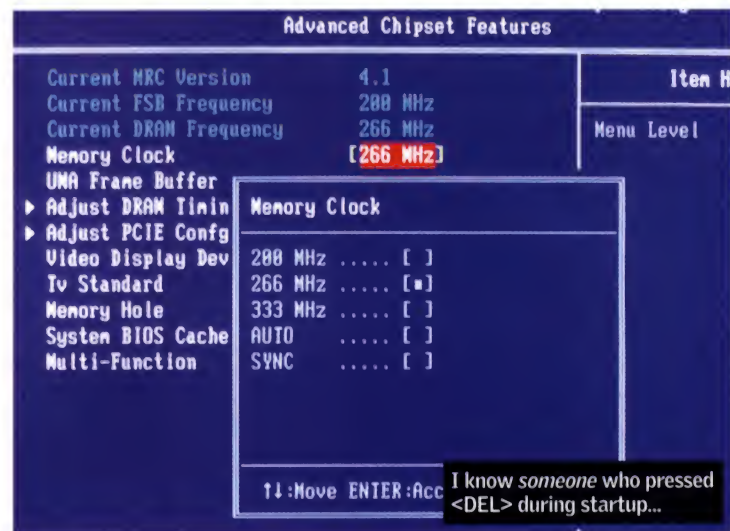 Advanced Chipset Features
Current MRC Version 4.1
Current FSB Frequency 200 MHz
Current DRAM Frequency 266 MHz
Memory Clock [266 MHz]
UMA Frame Buffer
▶ Adjust DRAM Timin
▶ Adjust PCIE Confg
Video Display Dev
Tv Standard
Memory Hole
System BIOS Cache
Multi-Function
Item H
Menu Level
Memory Clock
200 MHz ..... [ ]
266 MHz ..... [▪]
333 MHz ..... [ ]
AUTO ..... [ ]
SYNC ..... [ ]
↑↓:Move ENTER:Acc
I know someone who pressed
<DEL> during startup...